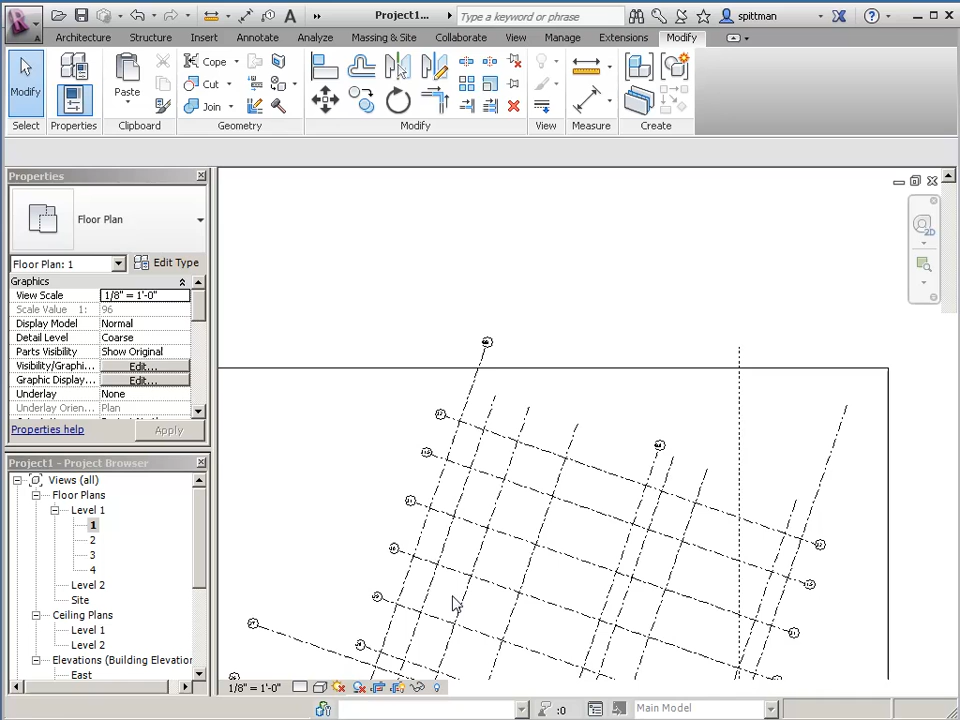 Project1... Type a keyword or phrase spittman
Architecture Structure Insert Annotate Analyze Massing & Site Collaborate View Manage Extensions Modify
Modify Paste Cope Cut Join
Select Properties Clipboard Geometry Modify View Measure Create
Properties
Floor Plan
2D
Floor Plan: 1 Edit Type
Graphics
View Scale 1/8" = 1'-0"
Scale Value 1: 96
Display Model Normal
Detail Level Coarse
Parts Visibility Show Original
Visibility/Graphi... Edit...
Graphic Display... Edit...
Underlay None
Underlay Orien... Plan
Properties help Apply
Project1 - Project Browser
Views (all)
Floor Plans
Level 1
1
2
3
4
Level 2
Site
Ceiling Plans
Level 1
Level 2
Elevations (Building Elevation
East
1/8" = 1'-0"
:0 Main Model